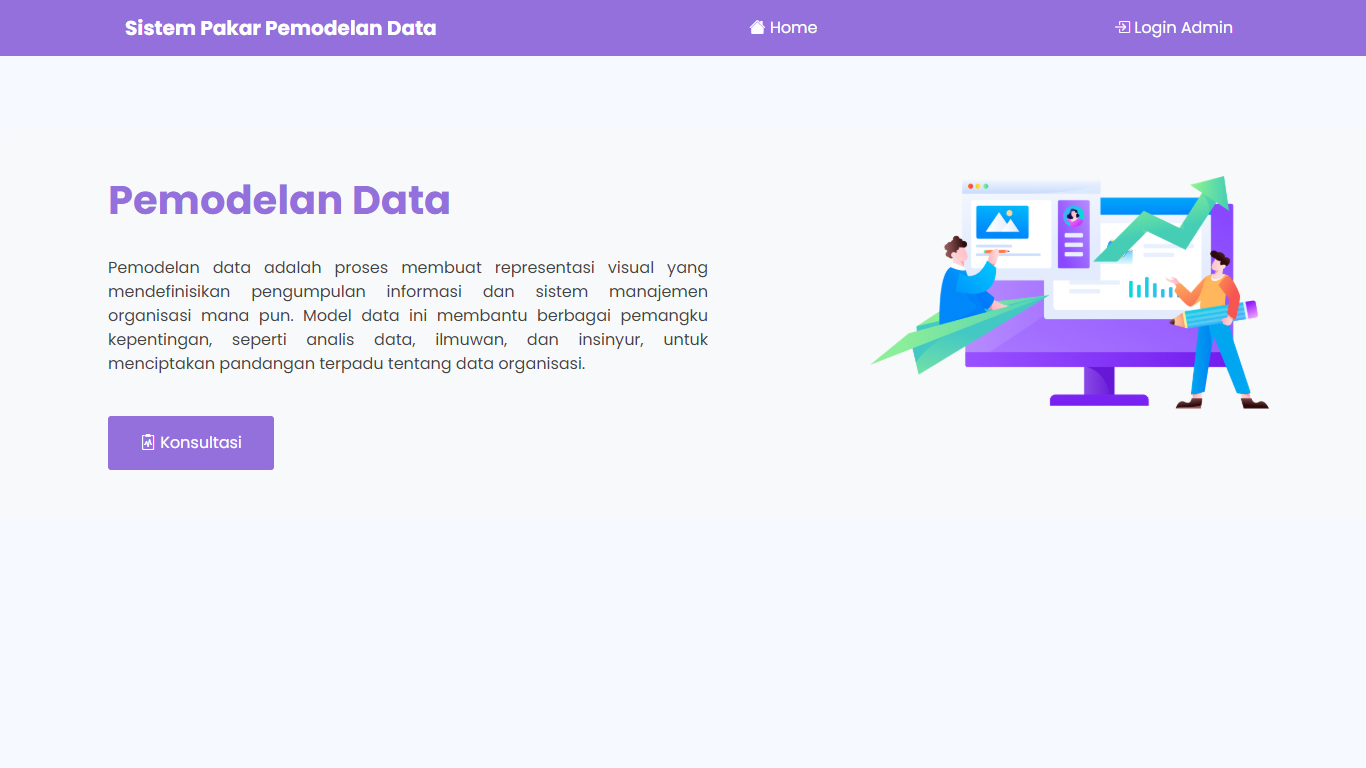 Sistem Pakar Pemodelan Data
Home
Login Admin
Pemodelan Data
Pemodelan data adalah proses membuat representasi visual yang
mendefinisikan pengumpulan informasi dan sistem manajemen
organisasi mana pun. Model data ini membantu berbagai pemangku
kepentingan, seperti analis data, ilmuwan, dan insinyur, untuk
menciptakan pandangan terpadu tentang data organisasi.
Konsultasi